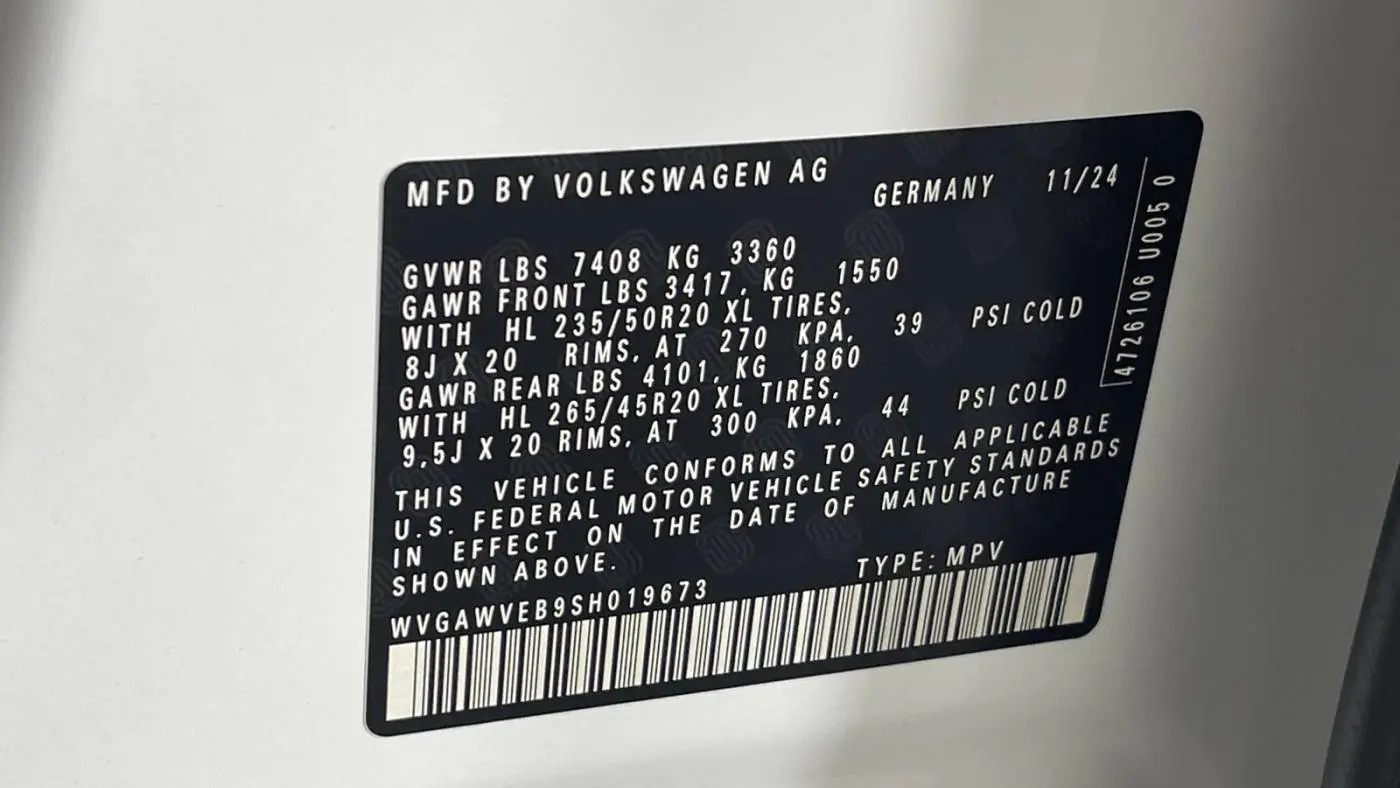 MFD BY VOLKSWAGEN AG GERMANY 11/24
GVWR LBS 7408 KG 3360
GAWR FRONT LBS 3417, KG 1550
WITH HL 235/50R20 XL TIRES,
8J X 20 RIMS, AT 270 KPA, 39 PSI COLD
GAWR REAR LBS 4101, KG 1860
WITH HL 265/45R20 XL TIRES,
9,5J X 20 RIMS, AT 300 KPA, 44 PSI COLD
THIS VEHICLE CONFORMS TO ALL APPLICABLE
U.S. FEDERAL MOTOR VEHICLE SAFETY STANDARDS
IN EFFECT ON THE DATE OF MANUFACTURE
SHOWN ABOVE.
WVGAWVEB9SH019673 TYPE: MPV
4726106 U005 0